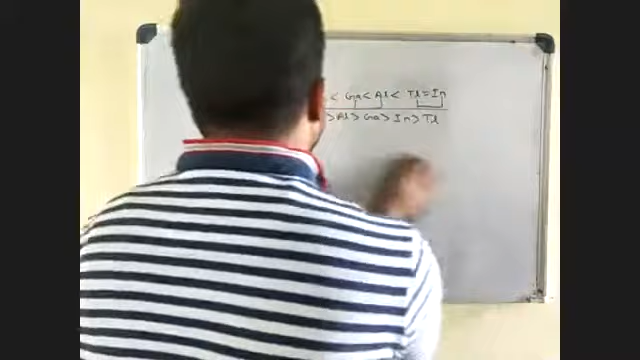 < Ga < Al < Tl = In
> Al > Ga > In > Tl